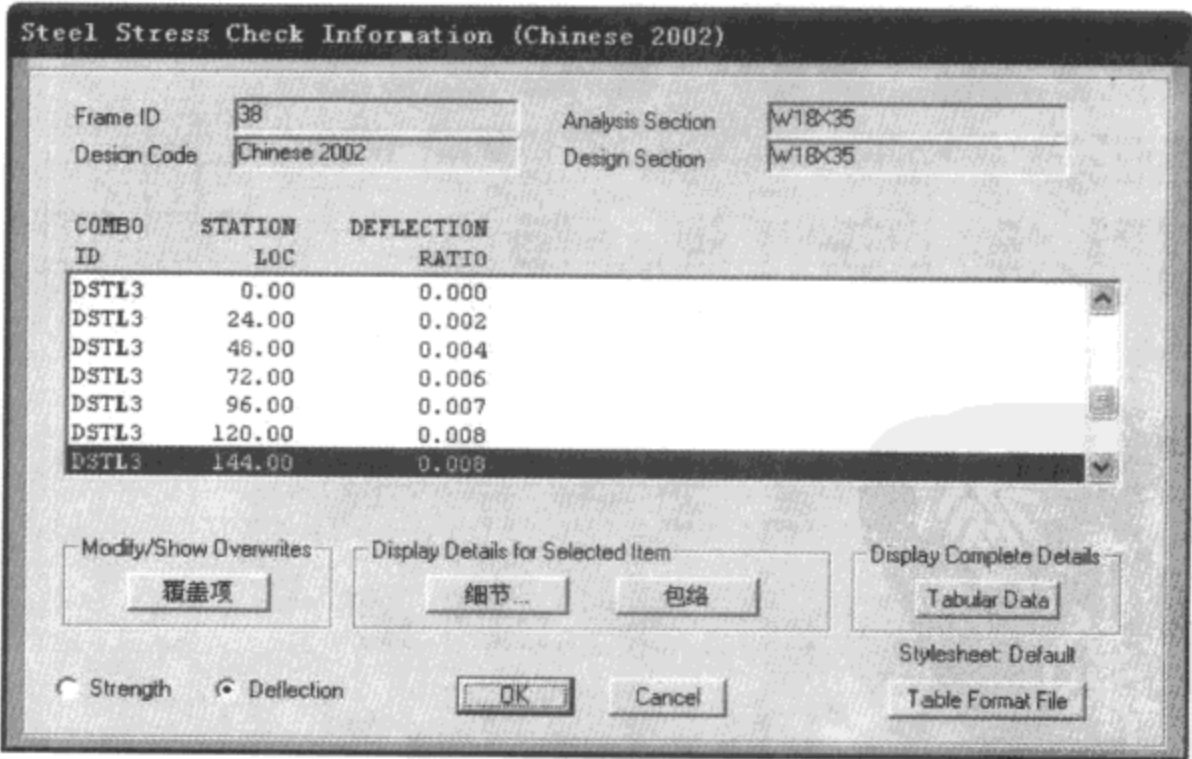 Steel Stress Check Information (Chinese 2002)
Frame ID 38 Analysis Section W18X35
Design Code Chinese 2002 Design Section W18X35
COMBO STATION DEFLECTION
ID LOC RATIO
DSTL3 0.00 0.000
DSTL3 24.00 0.002
DSTL3 48.00 0.004
DSTL3 72.00 0.006
DSTL3 96.00 0.007
DSTL3 120.00 0.008
DSTL3 144.00 0.008
Modify/Show Overwrites Display Details for Selected Item Display Complete Details
覆盖项 细节... 包络 Tabular Data
Stylesheet: Default
Strength Deflection OK Cancel Table Format File